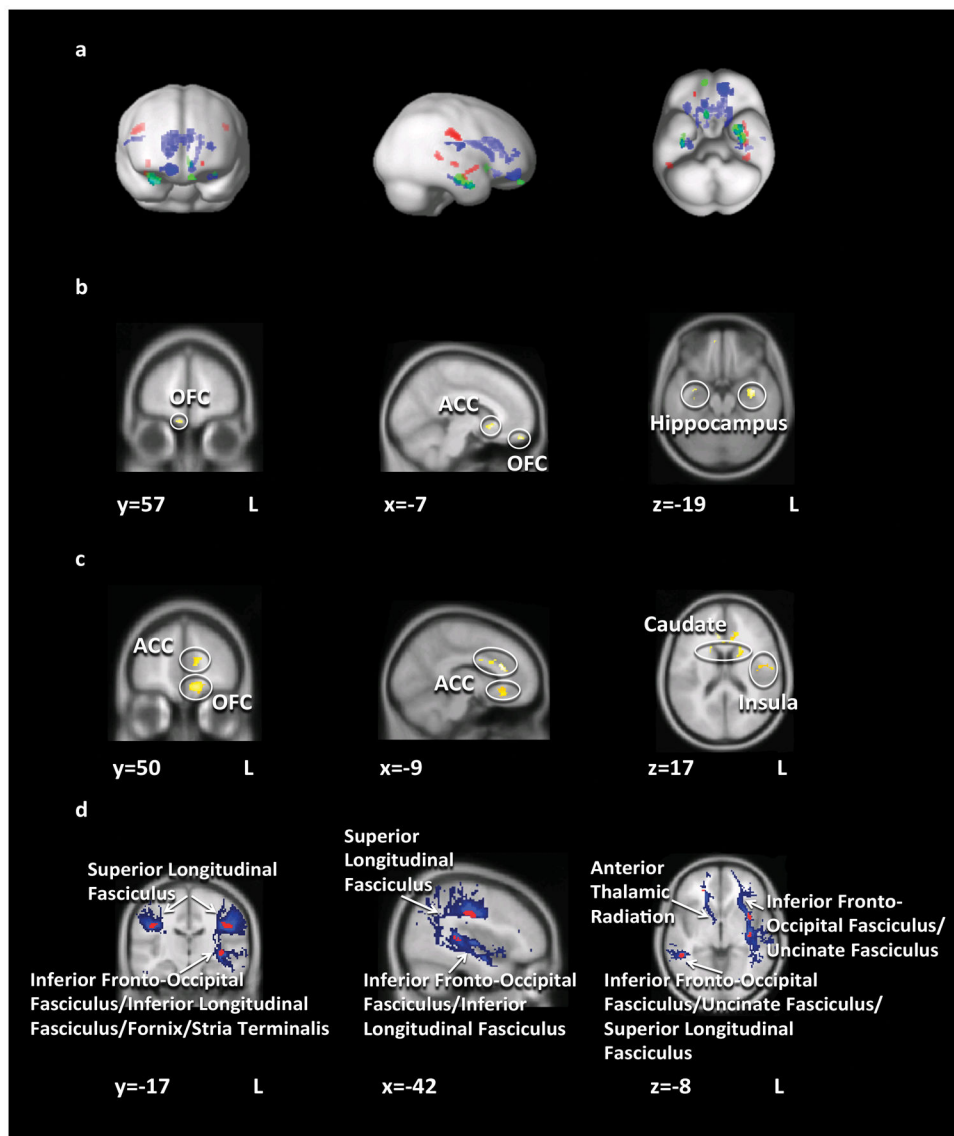 a
b
OFC
ACC
OFC
Hippocampus
y=57 L
x=-7
z=-19 L
c
ACC
OFC
ACC
Caudate
Insula
y=50 L
x=-9
z=17 L
d
Superior Longitudinal
Fasciculus
Inferior Fronto-Occipital
Fasciculus/Inferior Longitudinal
Fasciculus/Fornix/Stria Terminalis
Superior
Longitudinal
Fasciculus
Inferior Fronto-Occipital
Fasciculus/Inferior
Longitudinal Fasciculus
Anterior
Thalamic
Radiation
Inferior Fronto-
Occipital Fasciculus/
Uncinate Fasciculus
Inferior Fronto-Occipital
Fasciculus/Uncinate Fasciculus/
Superior Longitudinal
Fasciculus
y=-17 L
x=-42
z=-8 L